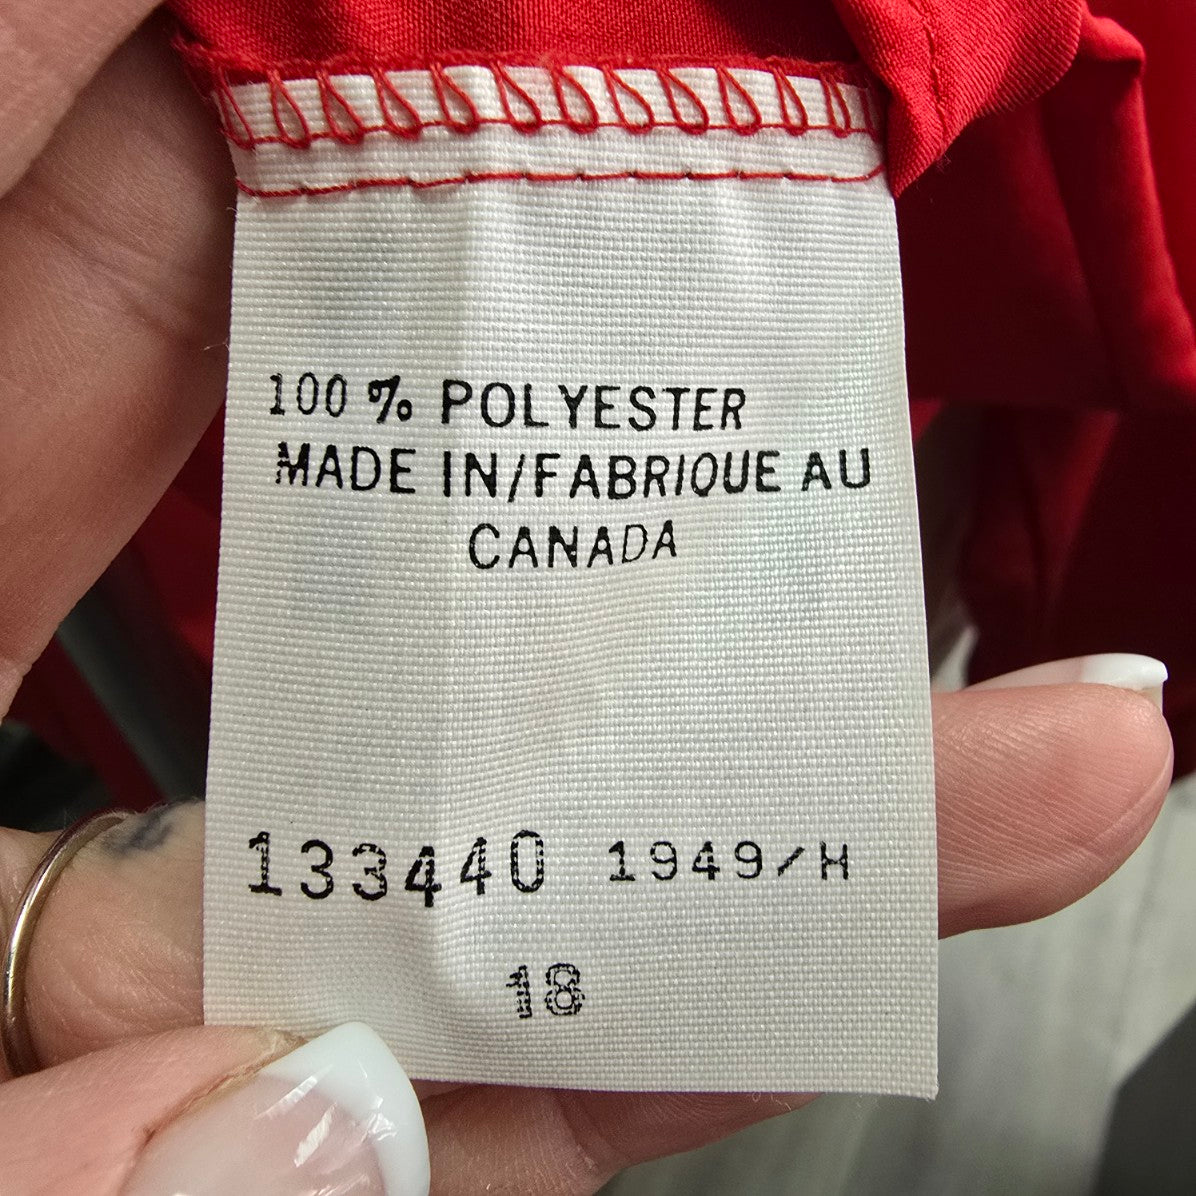 100 % POLYESTER
MADE IN/FABRIQUE AU
CANADA
133440 1949/H
18